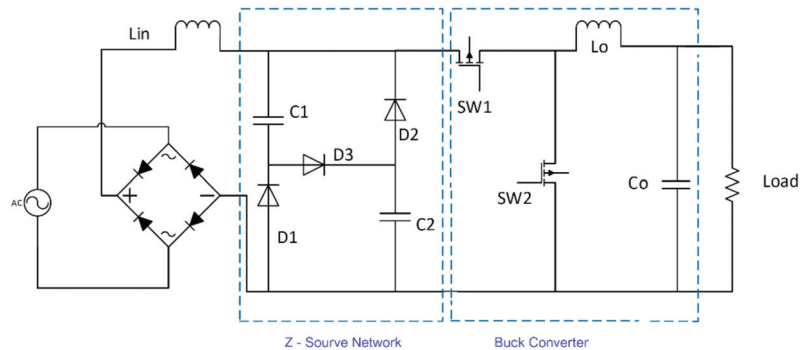 Lin
Lo
C1
SW1
D2
D3
AC
+
-
SW2
Co
Load
C2
D1
Z - Sourve Network
Buck Converter